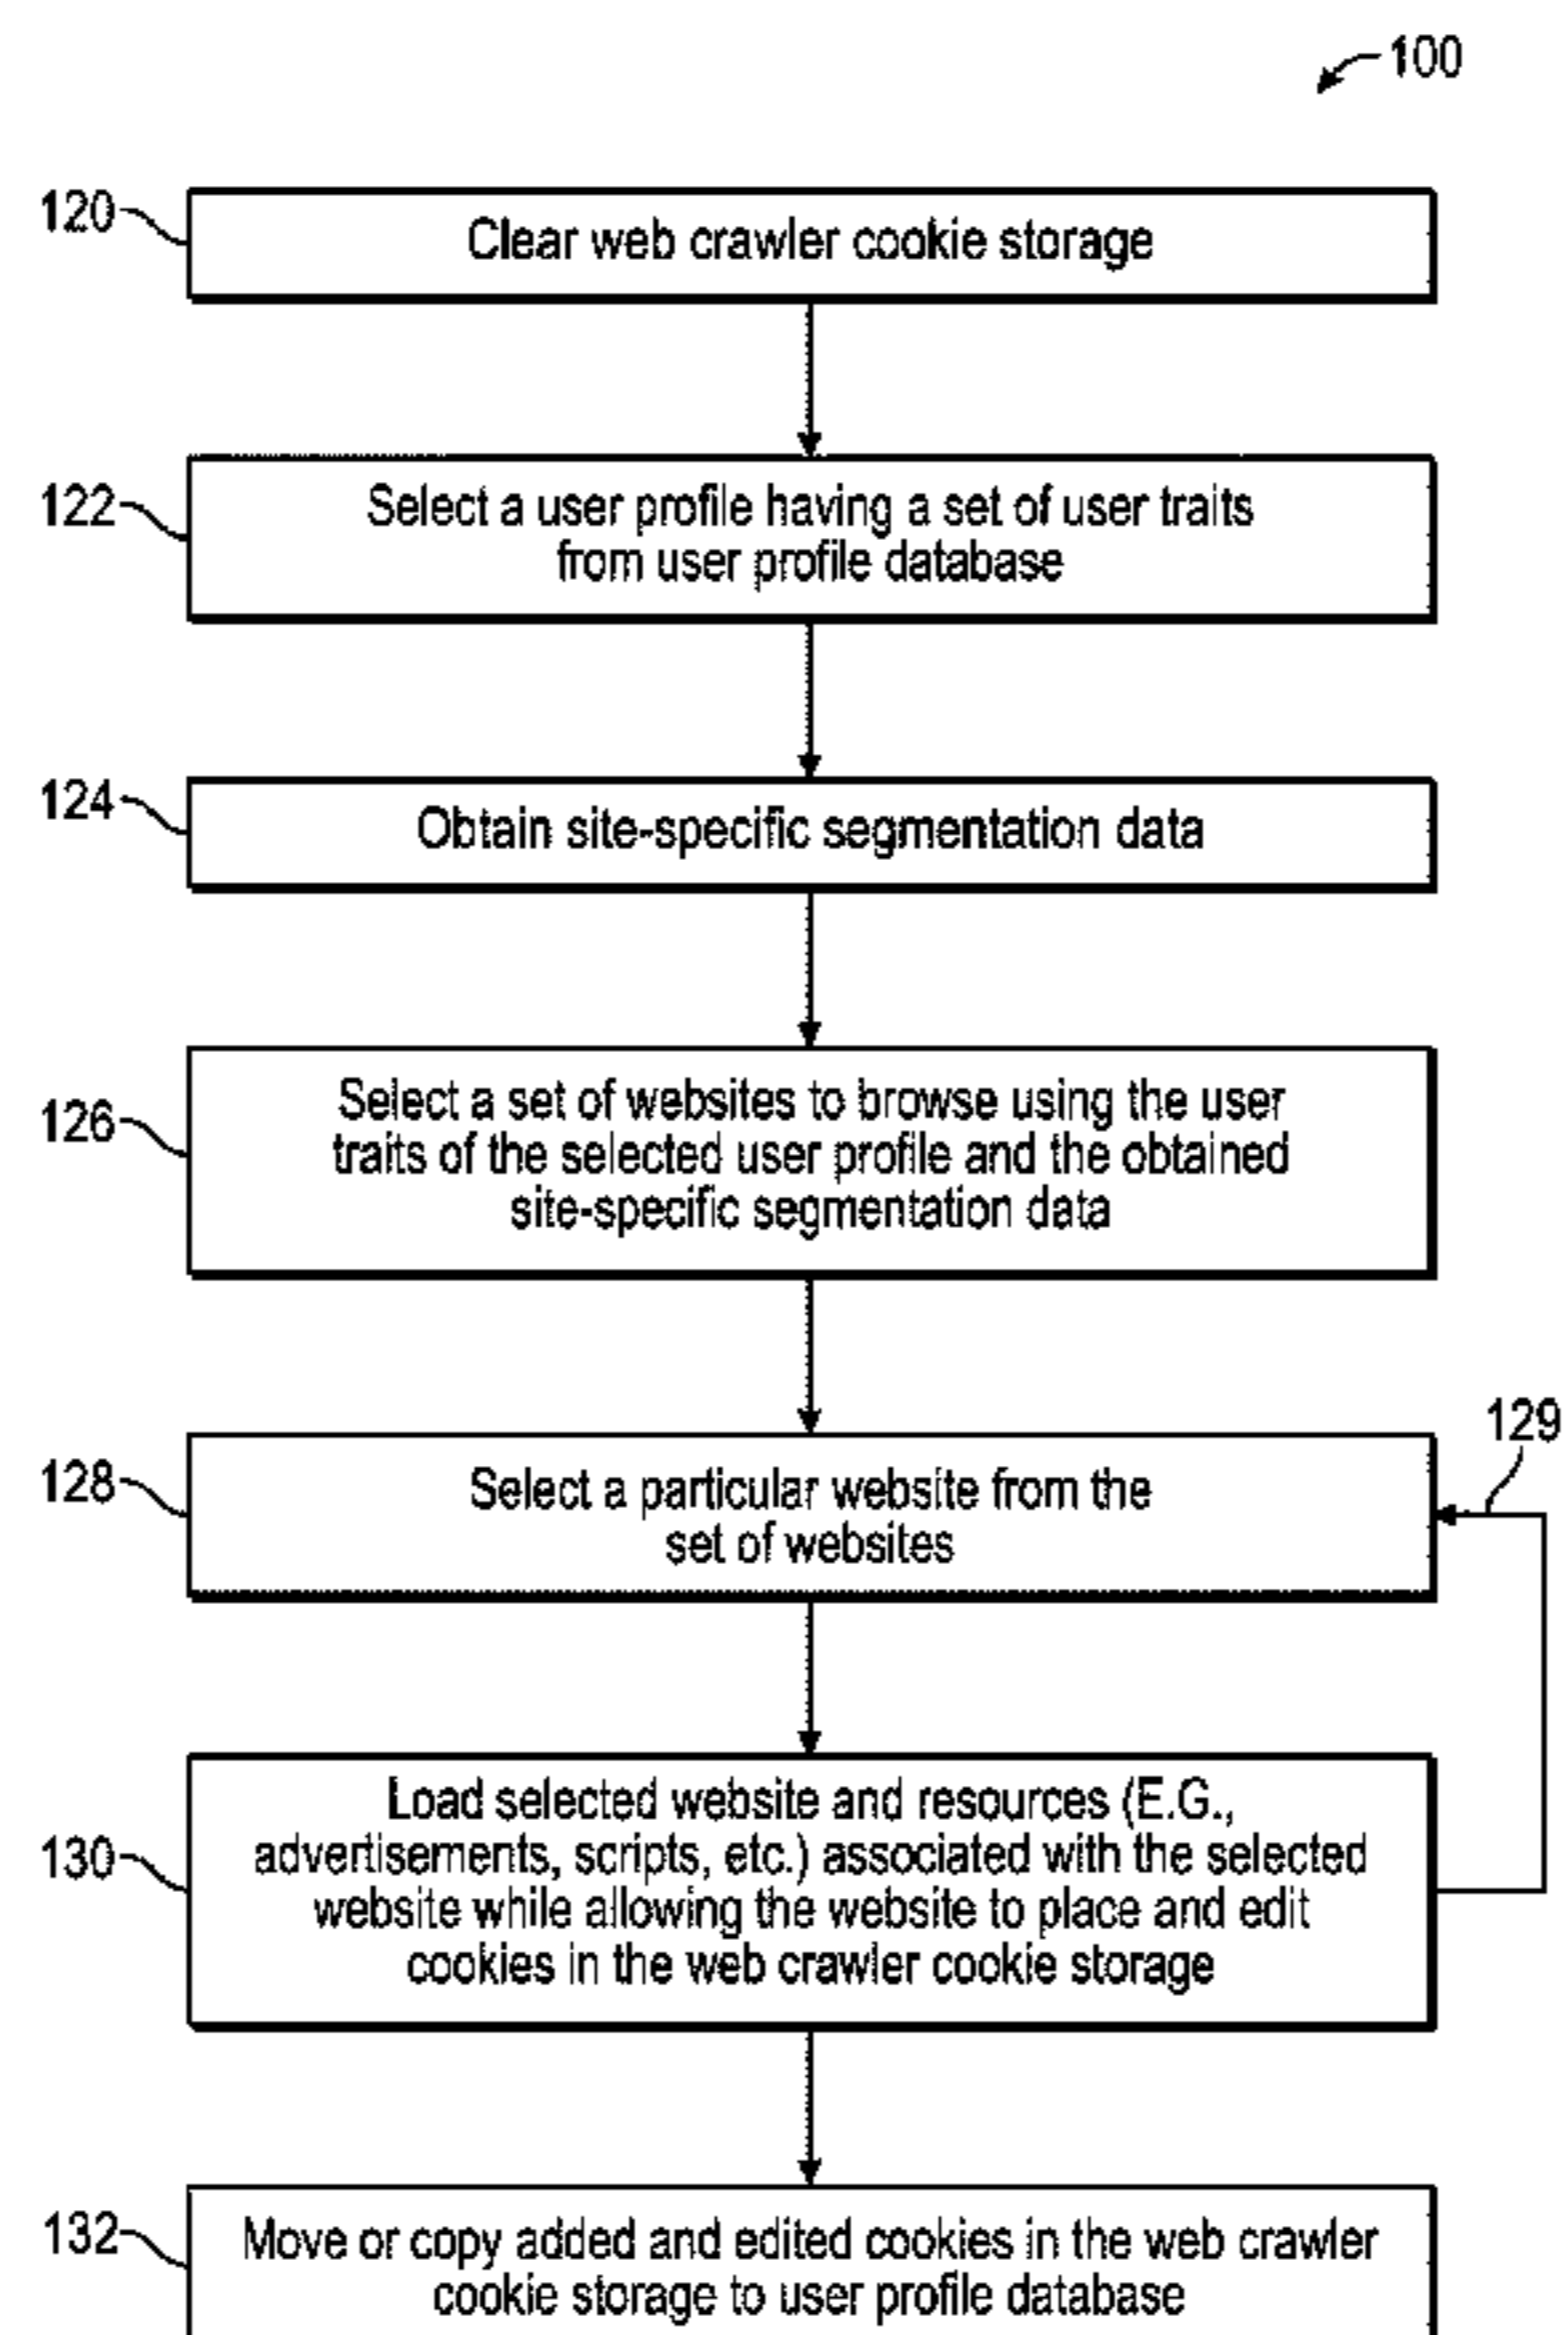 100
120
Clear web crawler cookie storage
122
Select a user profile having a set of user traits
from user profile database
124
Obtain site-specific segmentation data
126
Select a set of websites to browse using the user
traits of the selected user profile and the obtained
site-specific segmentation data
129
128
Select a particular website from the
set of websites
130
Load selected website and resources (E.G.,
advertisements, scripts, etc.) associated with the selected
website while allowing the website to place and edit
cookies in the web crawler cookie storage
132
Move or copy added and edited cookies in the web crawler
cookie storage to user profile database